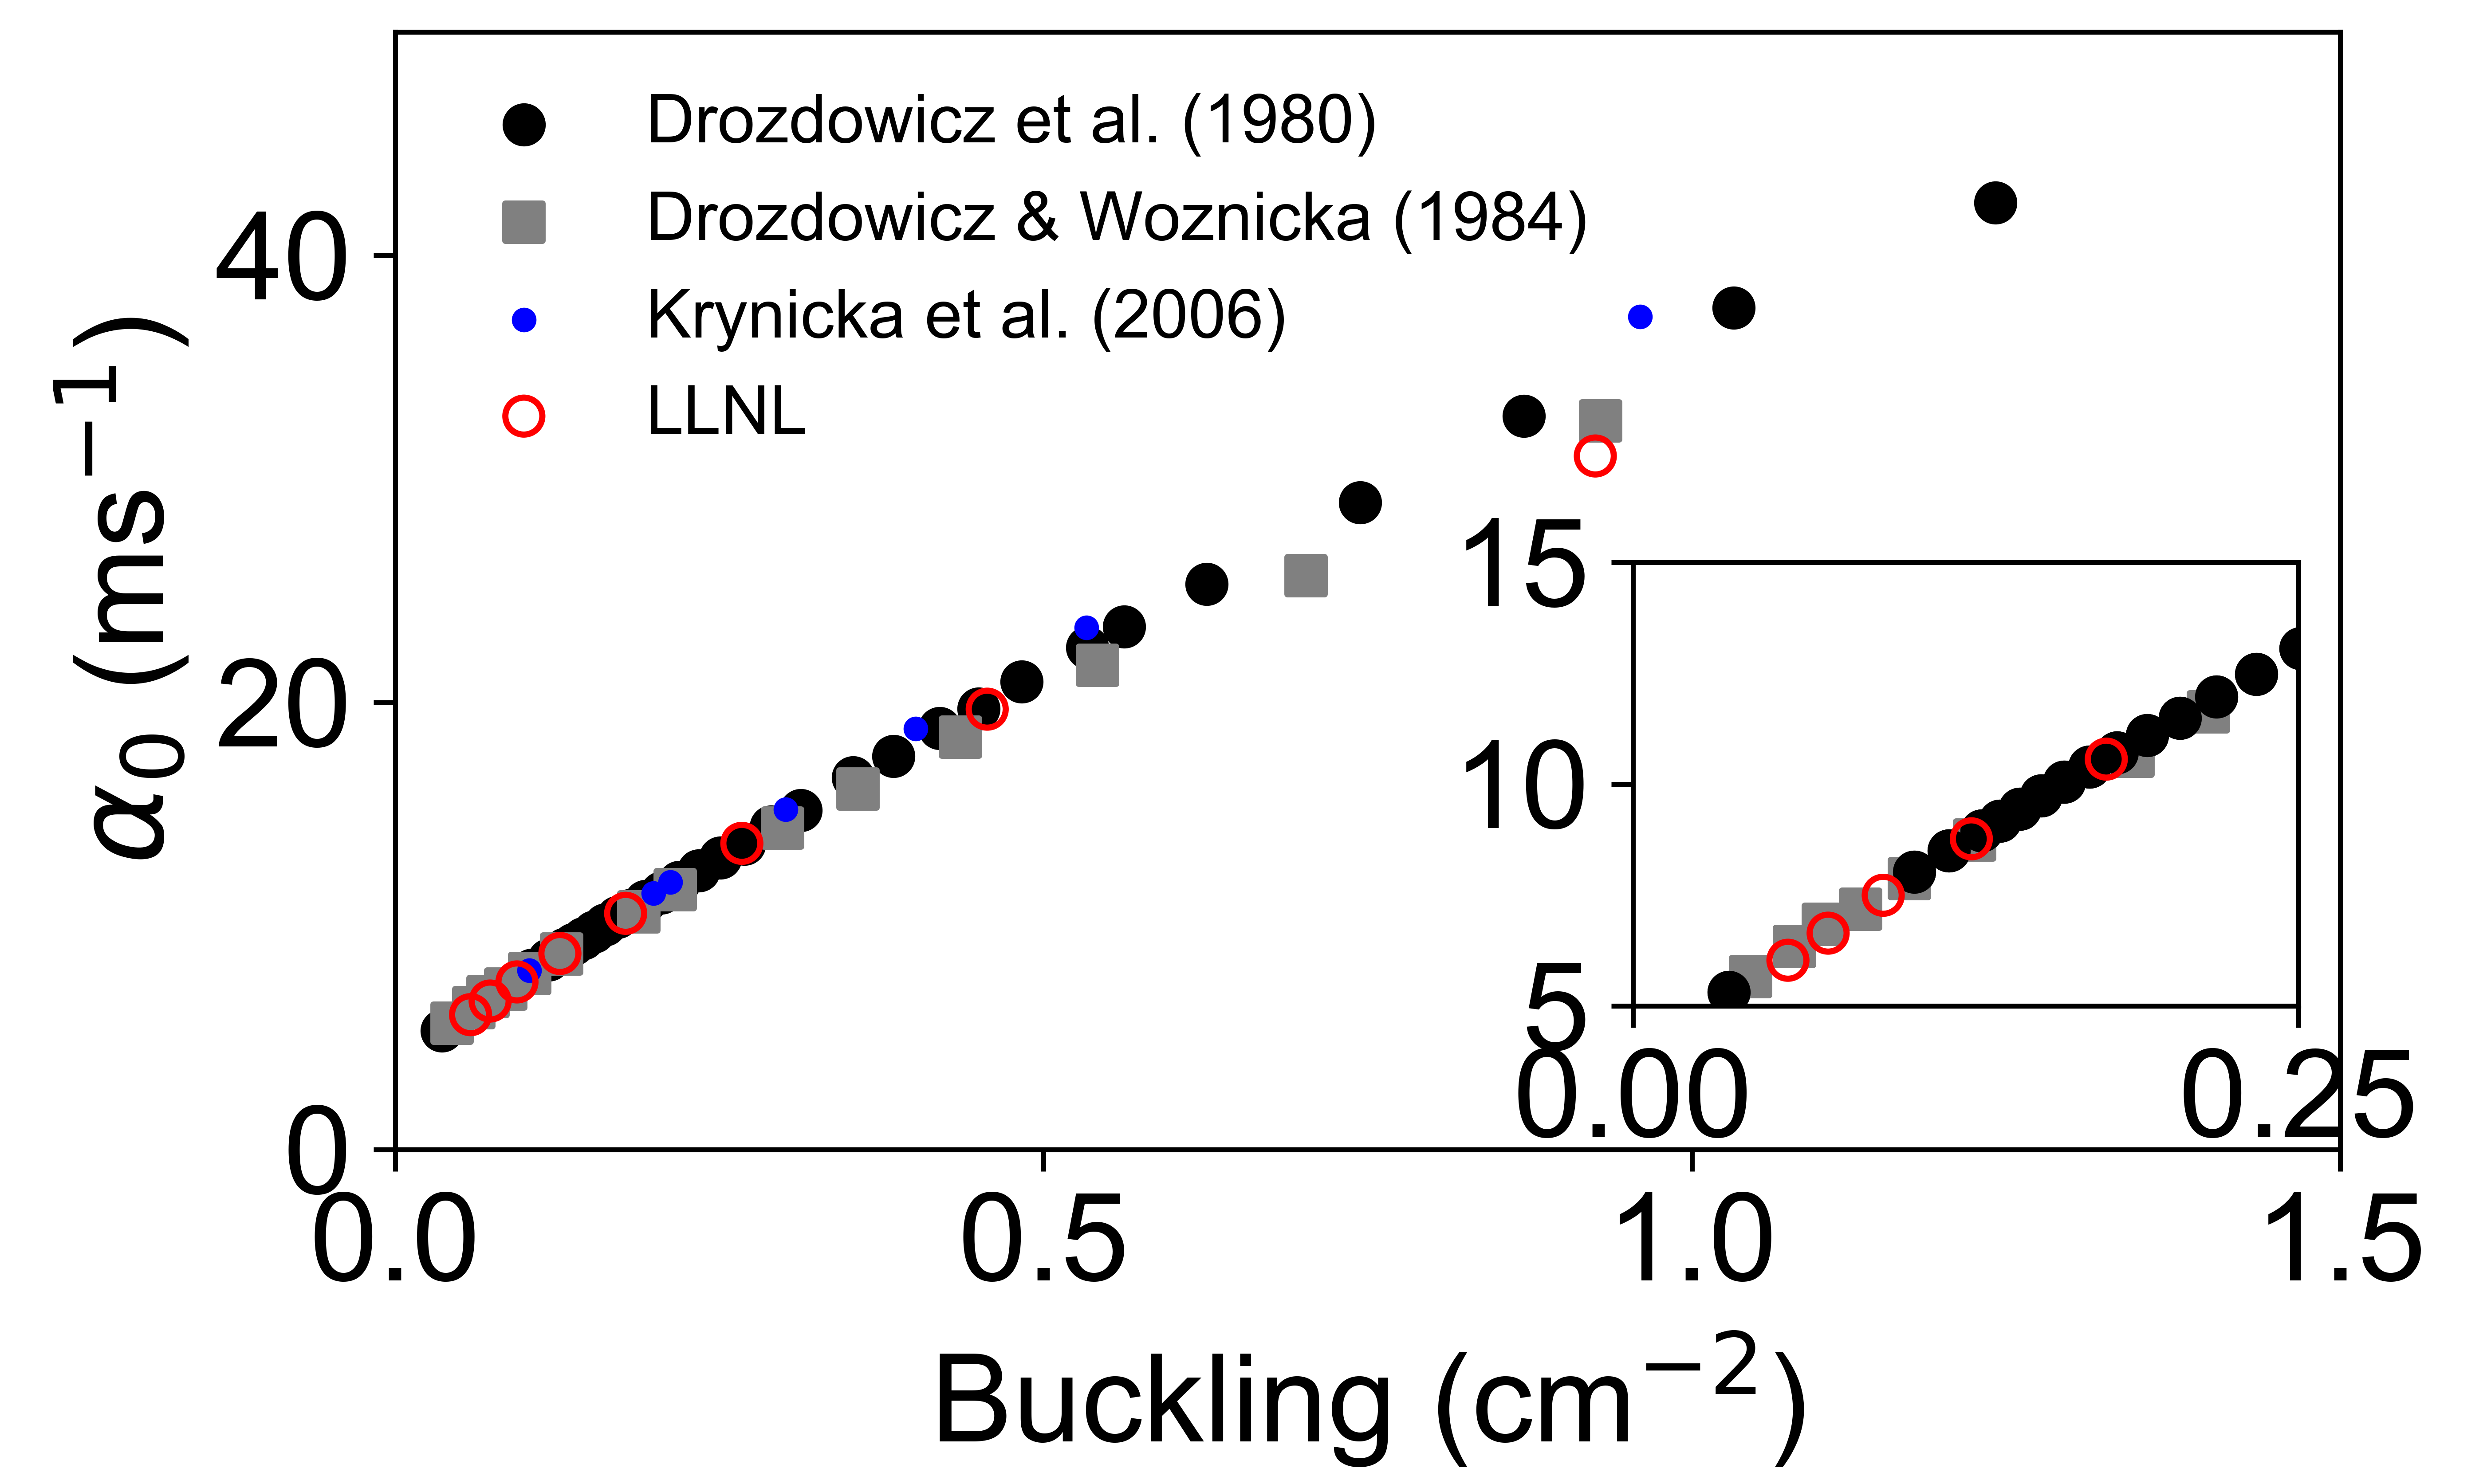 Drozdowicz et al. (1980)
Drozdowicz & Woznicka (1984)
Krynicka et al. (2006)
LLNL
α₀ (ms⁻¹)
40
20
0
0.0
0.5
1.0
1.5
15
10
5
0.00
0.25
Buckling (cm⁻²)